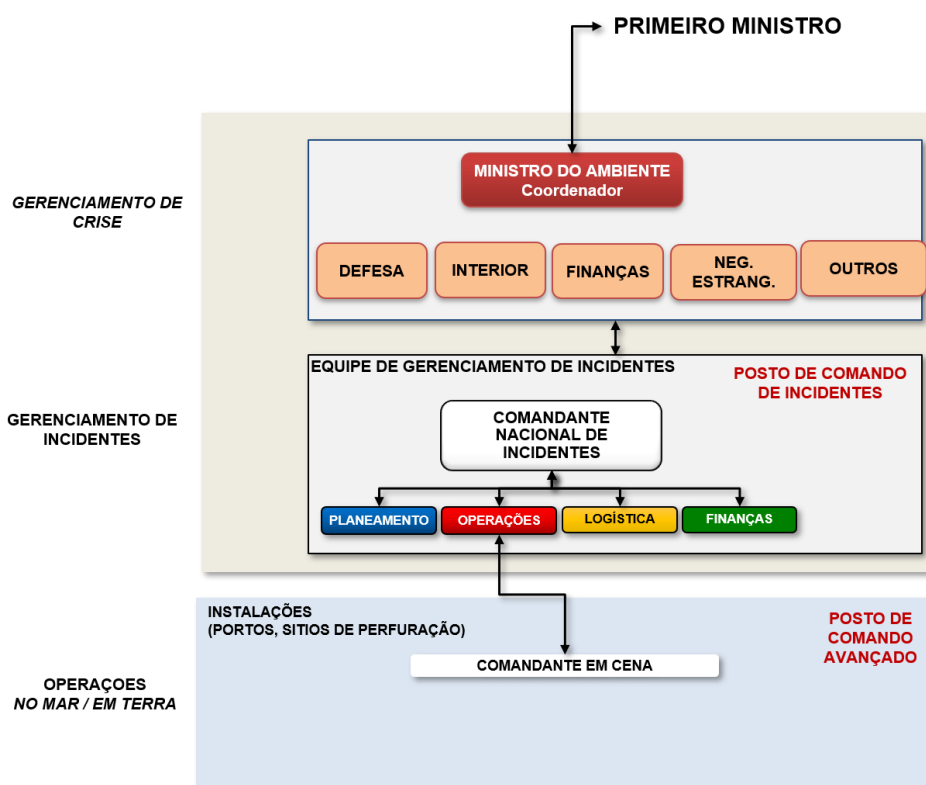 PRIMEIRO MINISTRO
MINISTRO DO AMBIENTE
Coordenador
GERENCIAMENTO DE
CRISE
DEFESA
INTERIOR
FINANÇAS
NEG.
ESTRANG.
OUTROS
EQUIPE DE GERENCIAMENTO DE INCIDENTES
POSTO DE COMANDO
DE INCIDENTES
GERENCIAMENTO DE
INCIDENTES
COMANDANTE
NACIONAL DE
INCIDENTES
PLANEAMENTO
OPERAÇÕES
LOGÍSTICA
FINANÇAS
INSTALAÇÕES
(PORTOS, SITIOS DE PERFURAÇÃO)
POSTO DE
COMANDO
AVANÇADO
COMANDANTE EM CENA
OPERAÇOES
NO MAR / EM TERRA